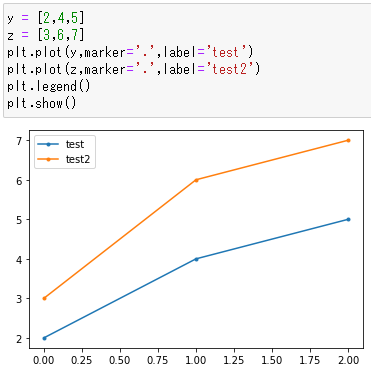 y = [2,4,5]
z = [3,6,7]
plt.plot(y,marker='.',label='test')
plt.plot(z,marker='.',label='test2')
plt.legend()
plt.show()
test
test2
7
6
5
4
3
2
0.00 0.25 0.50 0.75 1.00 1.25 1.50 1.75 2.00